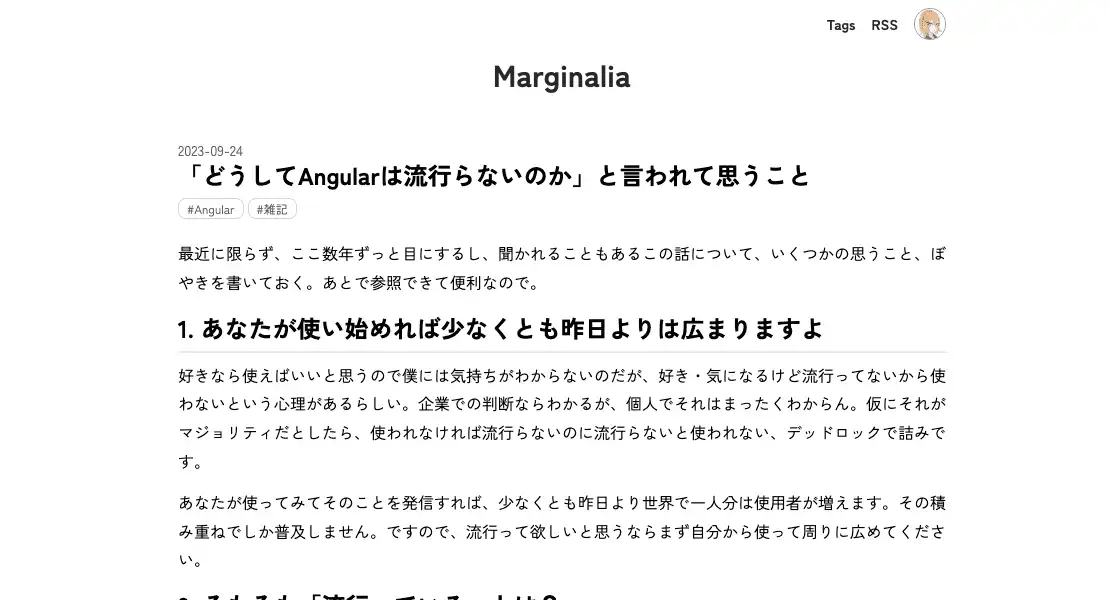 Tags RSS
Marginalia
2023-09-24
「どうしてAngularは流行らないのか」と言われて思うこと
#Angular #雑記
最近に限らず、ここ数年ずっと目にするし、聞かれることもあるこの話について、いくつかの思うこと、ぼ
やきを書いておく。あとで参照できて便利なので。
1. あなたが使い始めれば少なくとも昨日よりは広まりますよ
好きなら使えばいいと思うので僕には気持ちがわからないのだが、好き・気になるけど流行ってないから使
わないという心理があるらしい。企業での判断ならわかるが、個人でそれはまったくわからん。仮にそれが
マジョリティだとしたら、使われなければ流行らないのに流行らないと使われない、デッドロックで詰みで
す。
あなたが使ってみてそのことを発信すれば、少なくとも昨日より世界で一人分は使用者が増えます。その積
み重ねでしか普及しません。ですので、流行って欲しいと思うならまず自分から使って周りに広めてくださ
い。